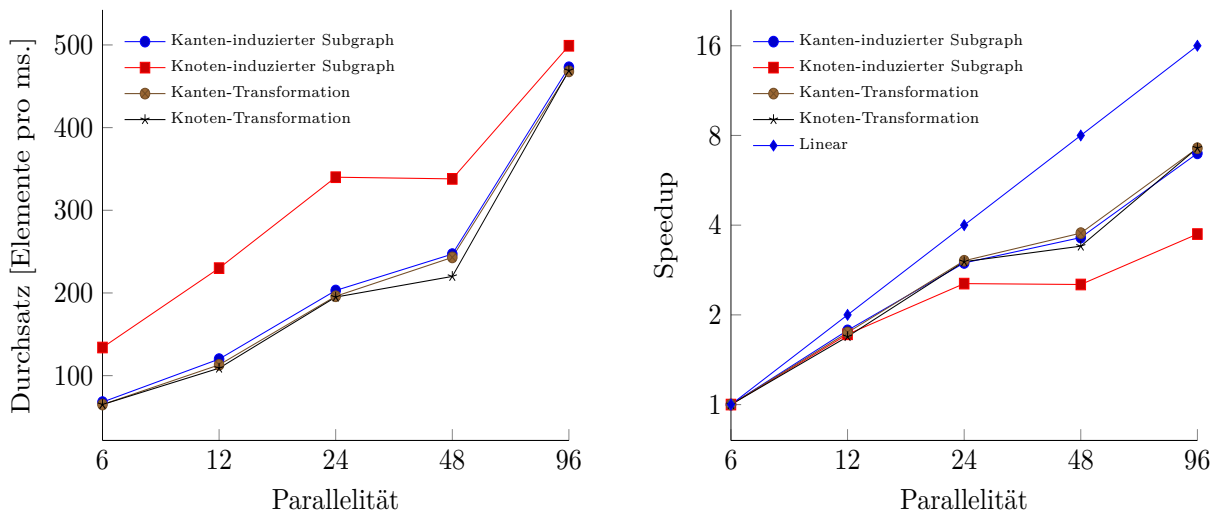 Durchsatz [Elemente pro ms.]
500
400
300
200
100
Kanten-induzierter Subgraph
Knoten-induzierter Subgraph
Kanten-Transformation
Knoten-Transformation
6 12 24 48 96
Parallelität
Speedup
16
8
4
2
1
Kanten-induzierter Subgraph
Knoten-induzierter Subgraph
Kanten-Transformation
Knoten-Transformation
Linear
6 12 24 48 96
Parallelität